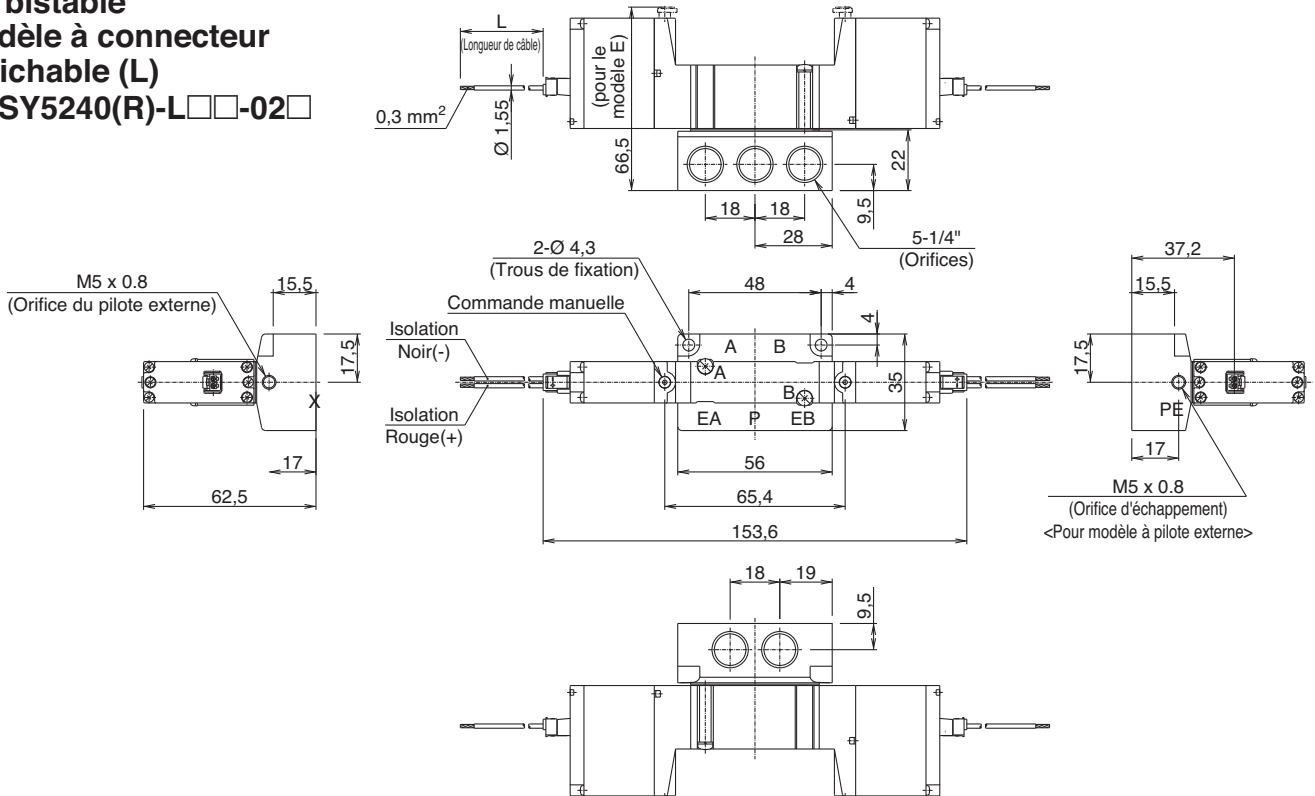 bistable
dèle à connecteur
ichable (L)
SY5240(R)-L□□-02□
L
(Longueur de câble)
(pour le
modèle E)
0,3 mm²
Ø 1,55
66,5
22
9,5
18
18
28
5-1/4"
(Orifices)
2-Ø 4,3
(Trous de fixation)
Commande manuelle
48
4
4
M5 x 0.8
(Orifice du pilote externe)
15,5
17,5
X
17
62,5
Isolation
Noir(-)
Isolation
Rouge(+)
A
B
A
B
EA
P
EB
35
56
65,4
153,6
37,2
15,5
17,5
PE
17
M5 x 0.8
(Orifice d'échappement)
<Pour modèle à pilote externe>
18
19
9,5